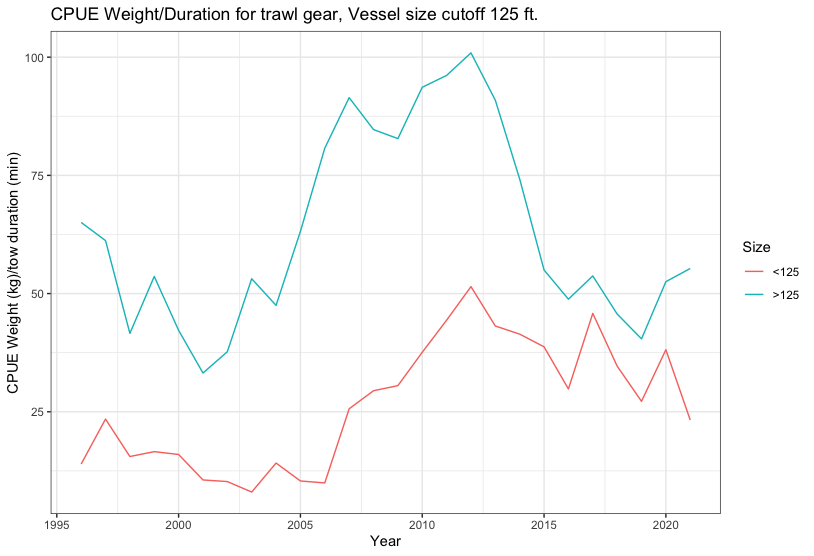 CPUE Weight/Duration for trawl gear, Vessel size cutoff 125 ft.
100
75
50
25
CPUE Weight (kg)/tow duration (min)
1995 2000 2005 2010 2015 2020
Year
Size
<125
>125